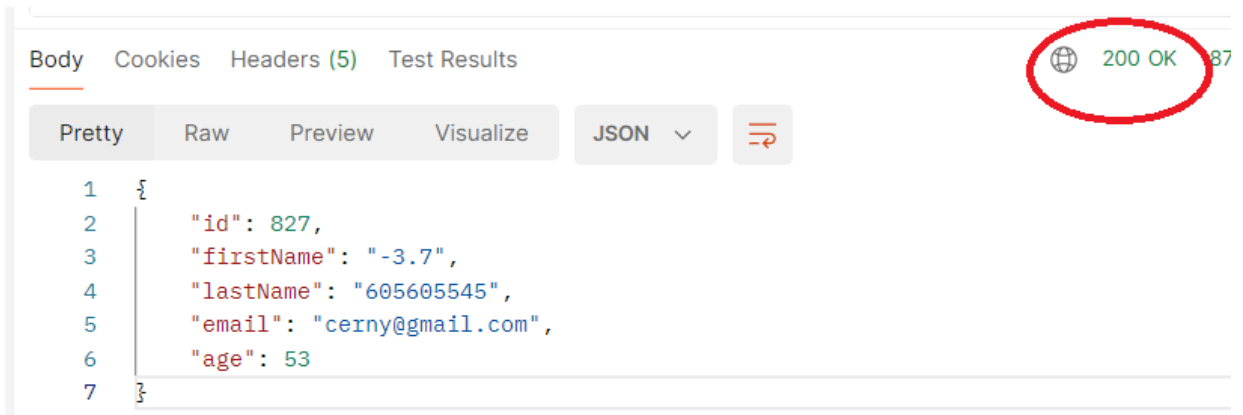 Body Cookies Headers (5) Test Results 200 OK 87
Pretty Raw Preview Visualize JSON
1 {
2 "id": 827,
3 "firstName": "-3.7",
4 "lastName": "605605545",
5 "email": "cerny@gmail.com",
6 "age": 53
7 }